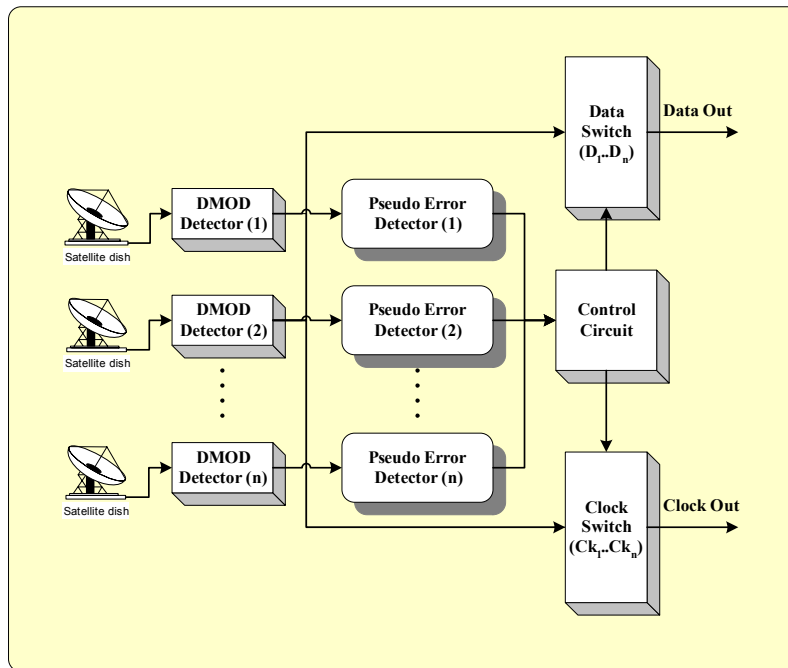 Data
Switch
(D₁..Dₙ)
Data Out
DMOD
Detector (1)
Pseudo Error
Detector (1)
Satellite dish
DMOD
Detector (2)
Pseudo Error
Detector (2)
Control
Circuit
Satellite dish
DMOD
Detector (n)
Pseudo Error
Detector (n)
Satellite dish
Clock
Switch
(Ck₁..Ckₙ)
Clock Out